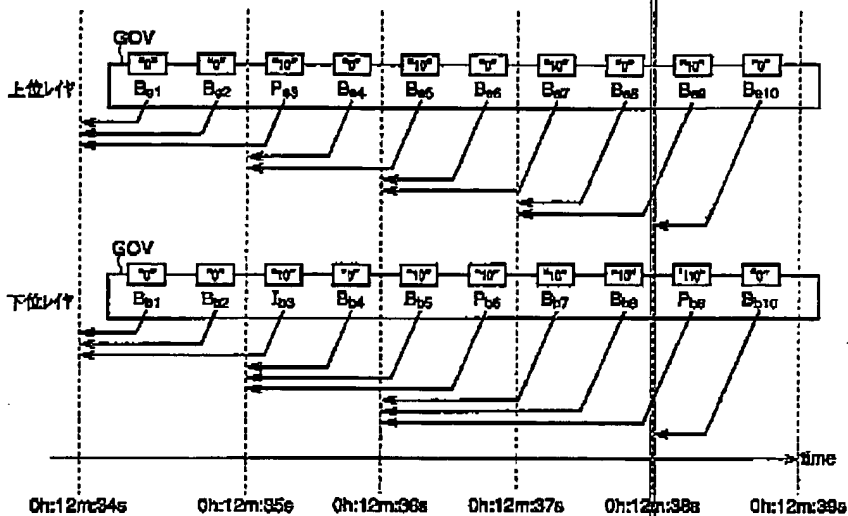 GOV
"0" "0" "10" "0" "10" "0" "10" "0" "10" "0"
上位レイヤ Be1 Be2 Pe3 Be4 Be5 Be6 Be7 Be8 Be9 Be10
GOV
"0" "0" "10" "0" "10" "10" "10" "10" "110" "0"
下位レイヤ Bb1 Bb2 Ib3 Bb4 Bb5 Pb6 Bb7 Bb8 Pb9 Bb10
time
0h:12m:34s 0h:12m:35s 0h:12m:36s 0h:12m:37s 0h:12m:38s 0h:12m:39s